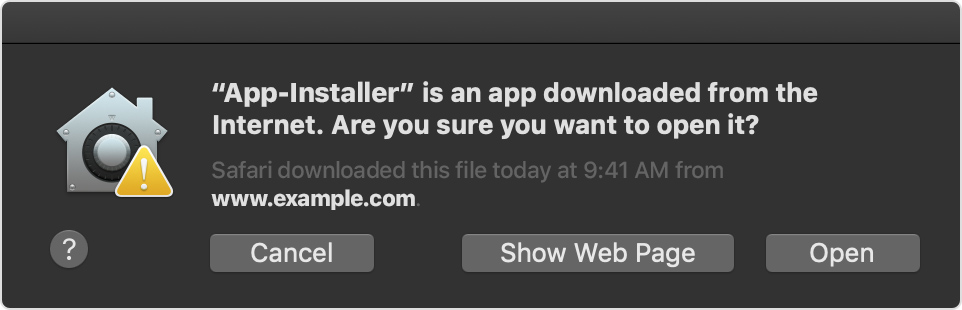 “App-Installer” is an app downloaded from the
Internet. Are you sure you want to open it?
Safari downloaded this file today at 9:41 AM from
www.example.com.
?
Cancel
Show Web Page
Open